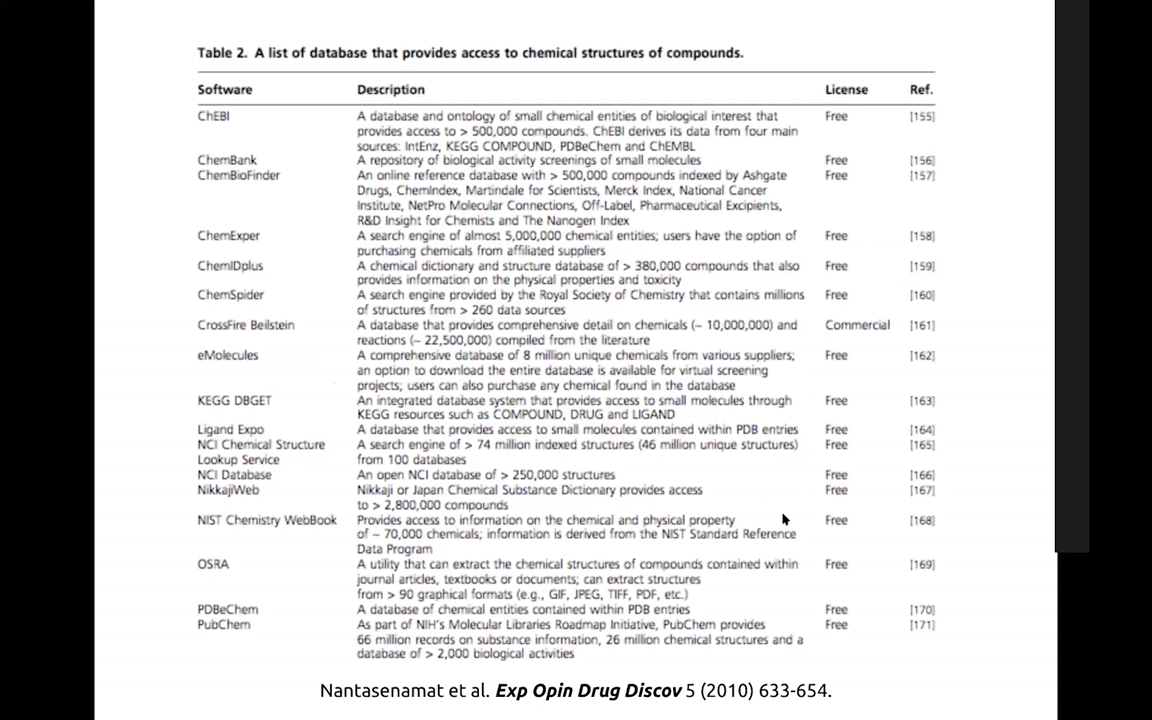 Table 2. A list of database that provides access to chemical structures of compounds.
Software Description License Ref.
ChEBI A database and ontology of small chemical entities of biological interest that Free [155]
provides access to > 500,000 compounds. ChEBI derives its data from four main
sources: IntEnz, KEGG COMPOUND, PDBeChem and ChEMBL
ChemBank A repository of biological activity screenings of small molecules Free [156]
ChemBioFinder An online reference database with > 500,000 compounds indexed by Ashgate Free [157]
Drugs, ChemIndex, Martindale for Scientists, Merck Index, National Cancer
Institute, NetPro Molecular Connections, Off-Label, Pharmaceutical Excipients,
R&D Insight for Chemists and The Nanogen Index
ChemExper A search engine of almost 5,000,000 chemical entities; users have the option of Free [158]
purchasing chemicals from affiliated suppliers
ChemIDplus A chemical dictionary and structure database of > 380,000 compounds that also Free [159]
provides information on the physical properties and toxicity
ChemSpider A search engine provided by the Royal Society of Chemistry that contains millions Free [160]
of structures from > 260 data sources
CrossFire Beilstein A database that provides comprehensive detail on chemicals (~ 10,000,000) and Commercial [161]
reactions (~ 22,500,000) compiled from the literature
eMolecules A comprehensive database of 8 million unique chemicals from various suppliers; Free [162]
an option to download the entire database is available for virtual screening
projects; users can also purchase any chemical found in the database
KEGG DBGET An integrated database system that provides access to small molecules through Free [163]
KEGG resources such as COMPOUND, DRUG and LIGAND
Ligand Expo A database that provides access to small molecules contained within PDB entries Free [164]
NCI Chemical Structure A search engine of > 74 million indexed structures (46 million unique structures) Free [165]
Lookup Service from 100 databases
NCI Database An open NCI database of > 250,000 structures Free [166]
NikkajiWeb Nikkaji or Japan Chemical Substance Dictionary provides access Free [167]
to > 2,800,000 compounds
NIST Chemistry WebBook Provides access to information on the chemical and physical property Free [168]
of ~ 70,000 chemicals; information is derived from the NIST Standard Reference
Data Program
OSRA A utility that can extract the chemical structures of compounds contained within Free [169]
journal articles, textbooks or documents; can extract structures
from > 90 graphical formats (e.g., GIF, JPEG, TIFF, PDF, etc.)
PDBeChem A database of chemical entities contained within PDB entries Free [170]
PubChem As part of NIH's Molecular Libraries Roadmap Initiative, PubChem provides Free [171]
66 million records on substance information, 26 million chemical structures and a
database of > 2,000 biological activities
Nantasenamat et al. Exp Opin Drug Discov 5 (2010) 633-654.